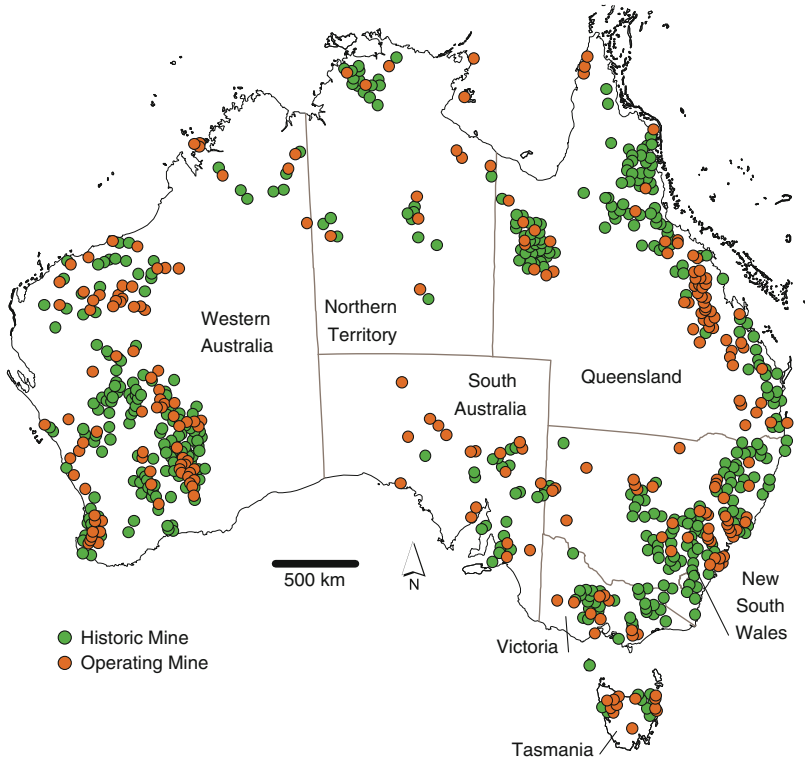 Western
Australia
Northern
Territory
South
Australia
Queensland
500 km
N
New
South
Wales
Historic Mine
Operating Mine
Victoria
Tasmania